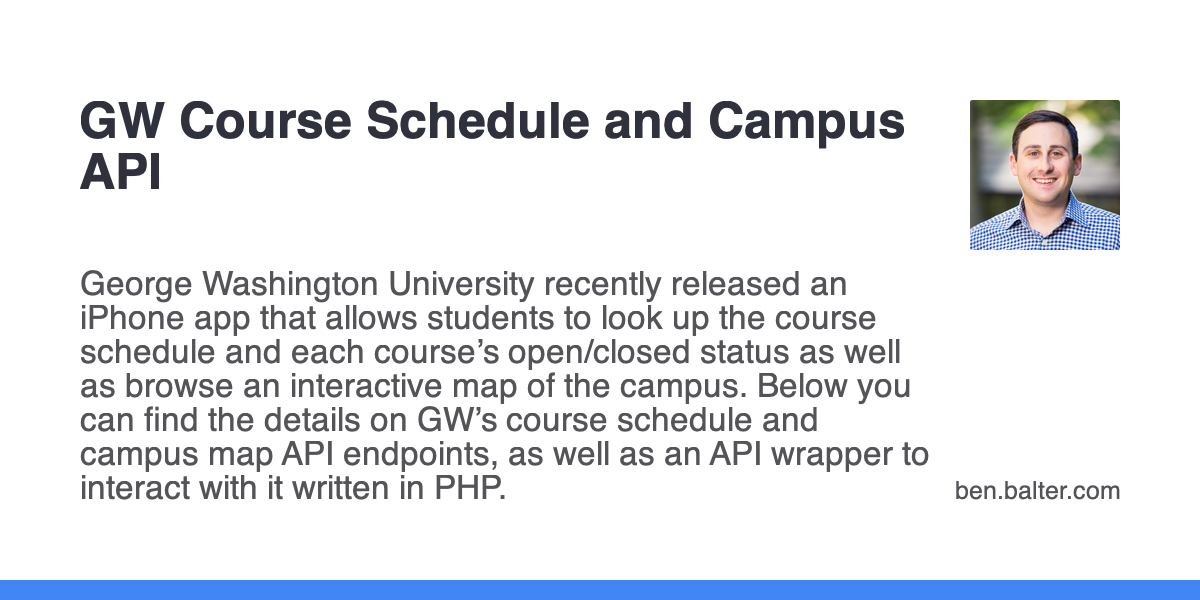 GW Course Schedule and Campus
API
George Washington University recently released an
iPhone app that allows students to look up the course
schedule and each course’s open/closed status as well
as browse an interactive map of the campus. Below you
can find the details on GW’s course schedule and
campus map API endpoints, as well as an API wrapper to
interact with it written in PHP.
ben.balter.com